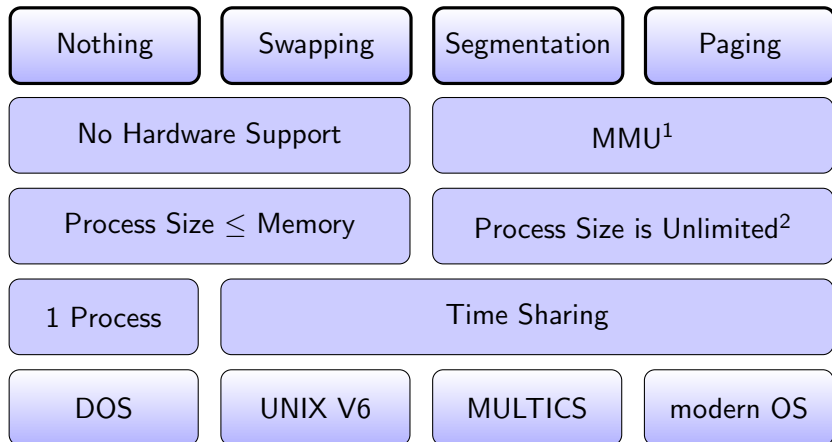 Nothing Swapping Segmentation Paging
No Hardware Support MMU¹
Process Size ≤ Memory Process Size is Unlimited²
1 Process Time Sharing
DOS UNIX V6 MULTICS modern OS